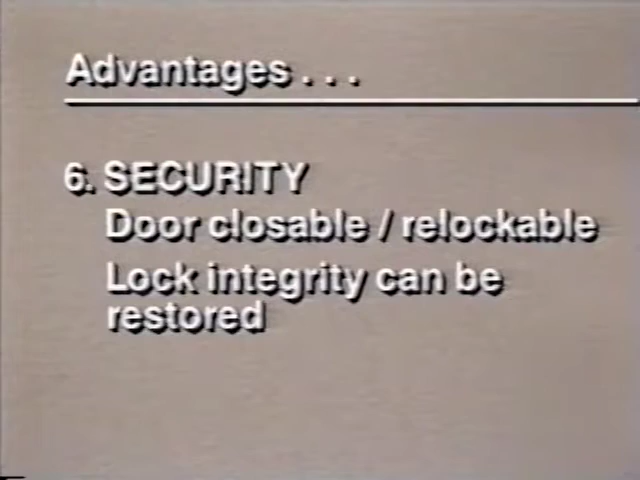 Advantages . . .
6. SECURITY
Door closable / relockable
Lock integrity can be
restored